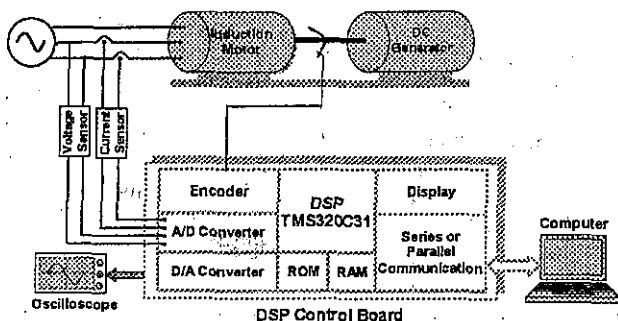 Induction
Motor
DC
Generator
Voltage
Sensor
Current
Sensor
Encoder
DSP
TMS320C31
Display
A/D Converter
Series or
Parallel
Communication
D/A Converter
ROM
RAM
Computer
Oscilloscope
DSP Control Board